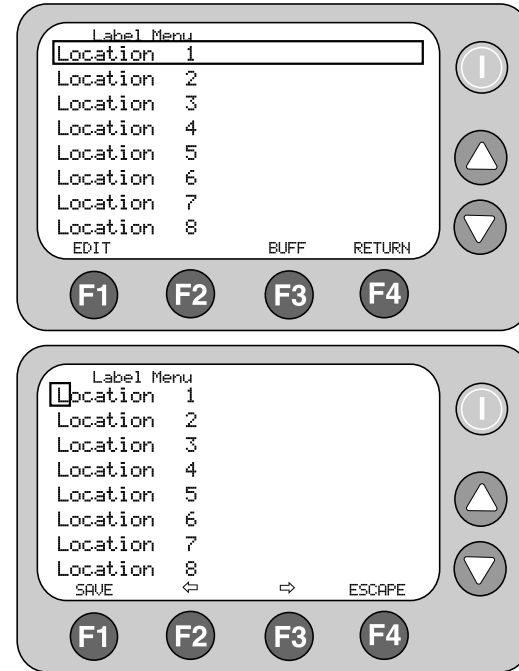 Label Menu
Location 1
Location 2
Location 3
Location 4
Location 5
Location 6
Location 7
Location 8
EDIT BUFF RETURN
F1 F2 F3 F4
Label Menu
Location 1
Location 2
Location 3
Location 4
Location 5
Location 6
Location 7
Location 8
SAVE ⇦ ⇨ ESCAPE
F1 F2 F3 F4